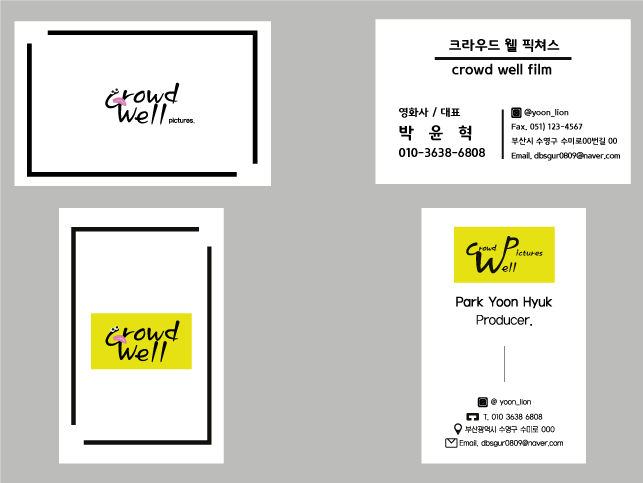 Crowd
Well pictures.
크라우드 웰 픽쳐스
crowd well film
영화사 / 대표
박 윤 혁
010-3638-6808
@yoon_lion
Fax. 051) 123-4567
부산시 수영구 수미로00번길 00
Email. dbsgur0809@naver.com
Crowd
Well
Crowd Pictures
Well
Park Yoon Hyuk
Producer.
@ yoon_lion
T. 010 3638 6808
부산광역시 수영구 수미로 000
Email. dbsgur0809@naver.com